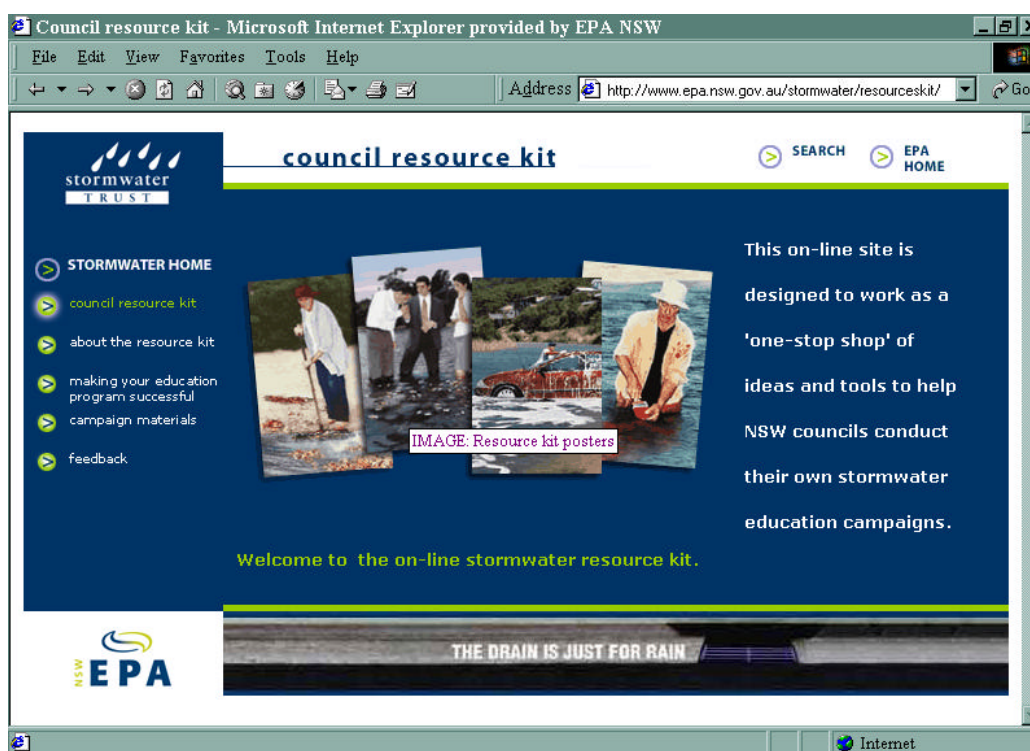 Council resource kit - Microsoft Internet Explorer provided by EPA NSW
File Edit View Favorites Tools Help
Address http://www.epa.nsw.gov.au/stormwater/resourceskit/ Go
stormwater
TRUST
council resource kit
SEARCH
EPA
HOME
STORMWATER HOME
council resource kit
about the resource kit
making your education
program successful
campaign materials
feedback
IMAGE: Resource kit posters
This on-line site is
designed to work as a
'one-stop shop' of
ideas and tools to help
NSW councils conduct
their own stormwater
education campaigns.
Welcome to the on-line stormwater resource kit.
NSW EPA
THE DRAIN IS JUST FOR RAIN
Internet